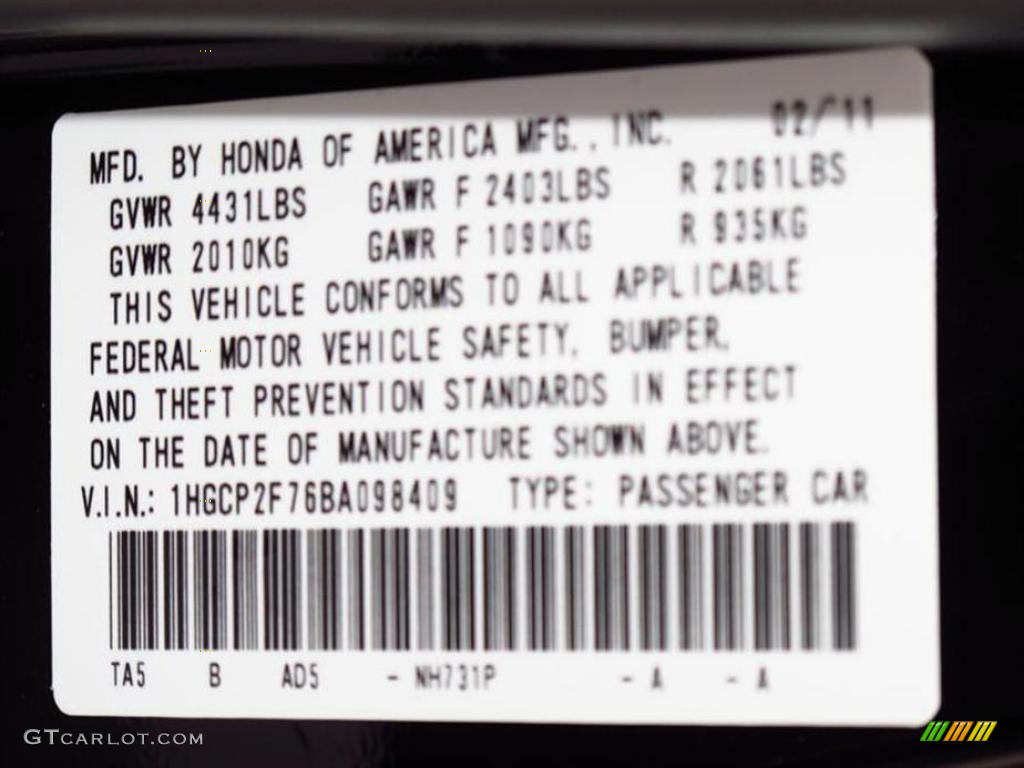 MFD. BY HONDA OF AMERICA MFG., INC. 02/11
GVWR 4431LBS GAWR F 2403LBS R 2061LBS
GVWR 2010KG GAWR F 1090KG R 935KG
THIS VEHICLE CONFORMS TO ALL APPLICABLE
FEDERAL MOTOR VEHICLE SAFETY, BUMPER,
AND THEFT PREVENTION STANDARDS IN EFFECT
ON THE DATE OF MANUFACTURE SHOWN ABOVE.
V.I.N.: 1HGCP2F76BA098409 TYPE: PASSENGER CAR
TA5 B AD5 - NH731P - A - A
GTCARLOT.COM